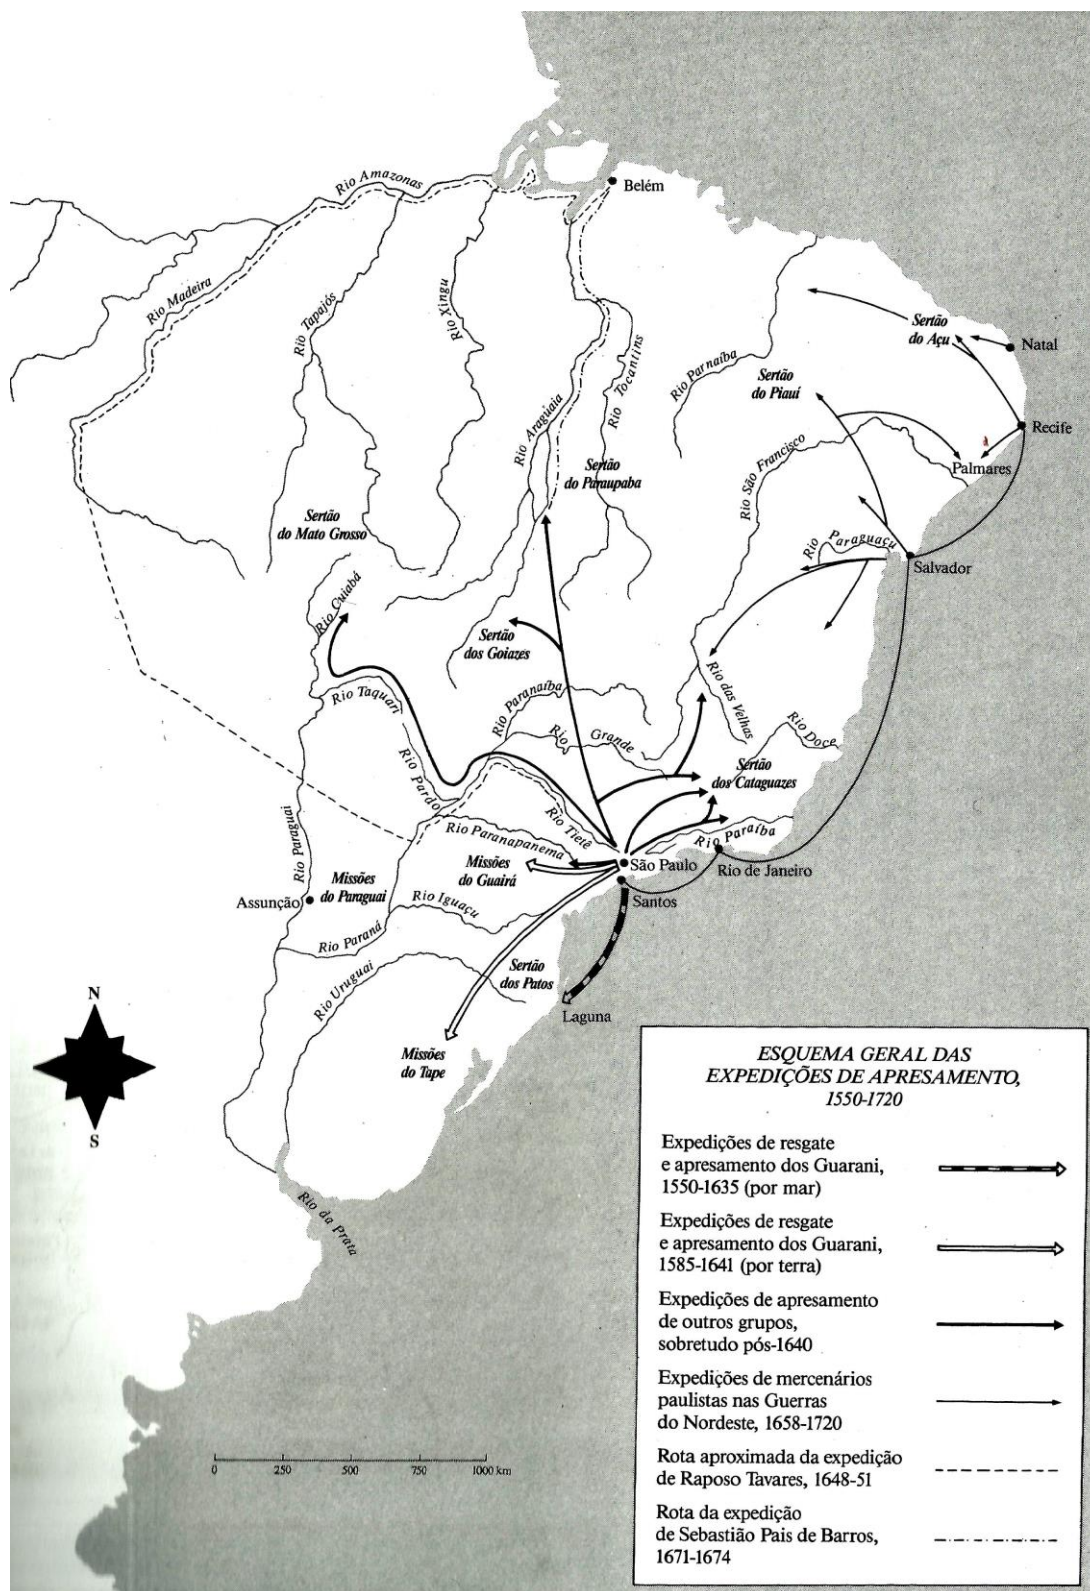 Rio Amazonas
Belém
Rio Madeira
Rio Tapajós
Rio Xingu
Rio Araguaia
Rio Tocantins
Rio Parnaíba
Sertão
do Açu
Natal
Sertão
do Piauí
Recife
Palmares
Rio São Francisco
Sertão
do Paraupaba
Sertão
do Mato Grosso
Rio Paraguaçu
Salvador
Rio Cuiabá
Sertão
dos Goiazes
Rio Taquari
Rio Paranaíba
Rio das Velhas
Rio Grande
Rio Doce
Sertão
dos Cataguazes
Rio Pardo
Rio Tietê
Rio Paraíba
Rio Paraguai
Rio Paranapanema
São Paulo
Rio de Janeiro
Missões
do Guairá
Missões
do Paraguai
Assunção
Santos
Rio Iguaçu
Rio Paraná
Rio Uruguai
Sertão
dos Patos
Laguna
Missões
do Tape
N
S
Rio da Prata
ESQUEMA GERAL DAS
EXPEDIÇÕES DE APRESAMENTO,
1550-1720
Expedições de resgate
e apresamento dos Guarani,
1550-1635 (por mar)
Expedições de resgate
e apresamento dos Guarani,
1585-1641 (por terra)
Expedições de apresamento
de outros grupos,
sobretudo pós-1640
Expedições de mercenários
paulistas nas Guerras
do Nordeste, 1658-1720
Rota aproximada da expedição
de Raposo Tavares, 1648-51
Rota da expedição
de Sebastião Pais de Barros,
1671-1674
0 250 500 750 1000 km